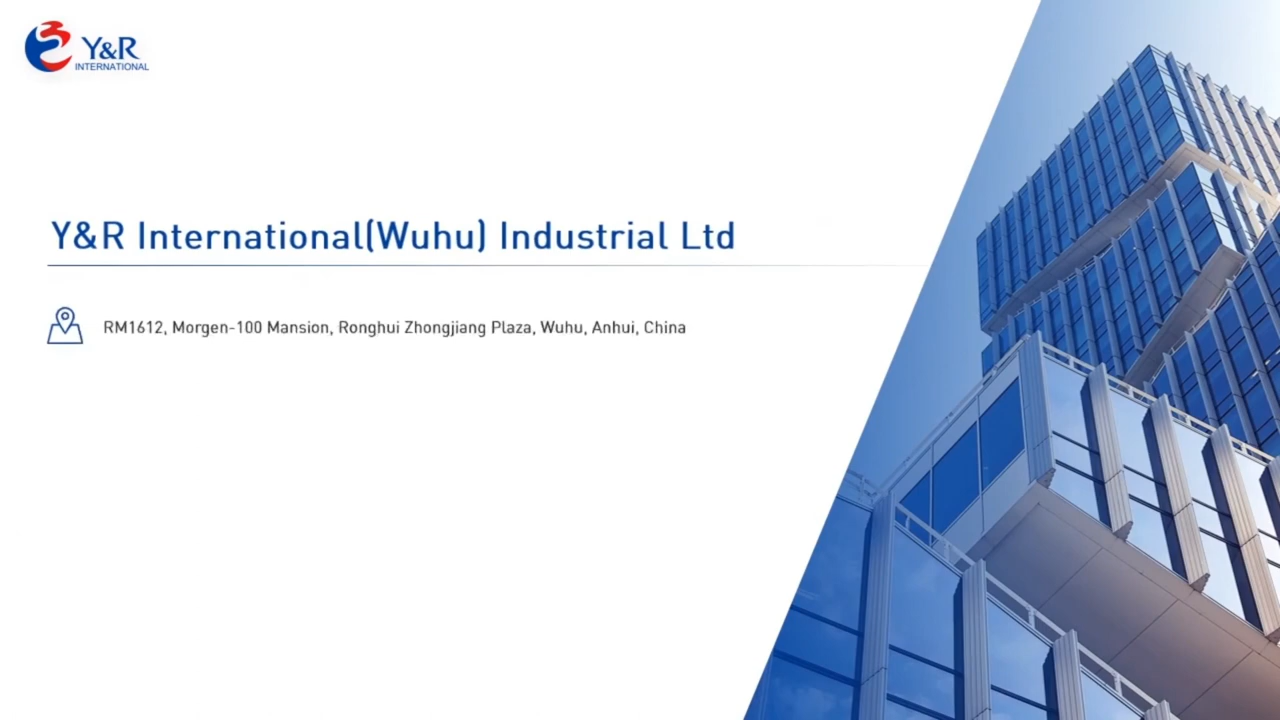 Y&R
INTERNATIONAL
Y&R International(Wuhu) Industrial Ltd
RM1612, Morgen-100 Mansion, Ronghui Zhongjiang Plaza, Wuhu, Anhui, China